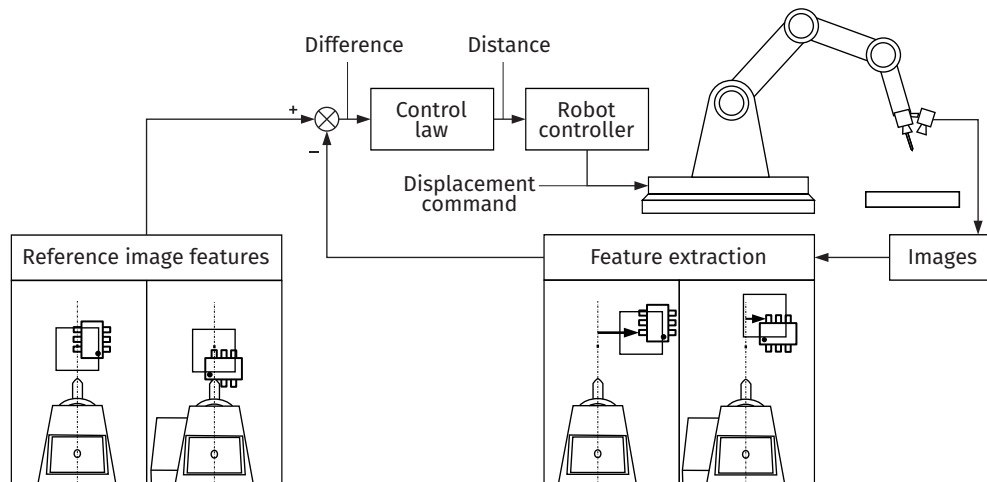 Difference
Distance
+
Control
law
Robot
controller
−
Displacement
command
Reference image features
Feature extraction
Images